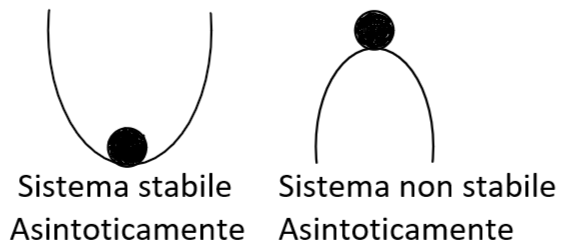 Sistema stabile
Asintoticamente
Sistema non stabile
Asintoticamente